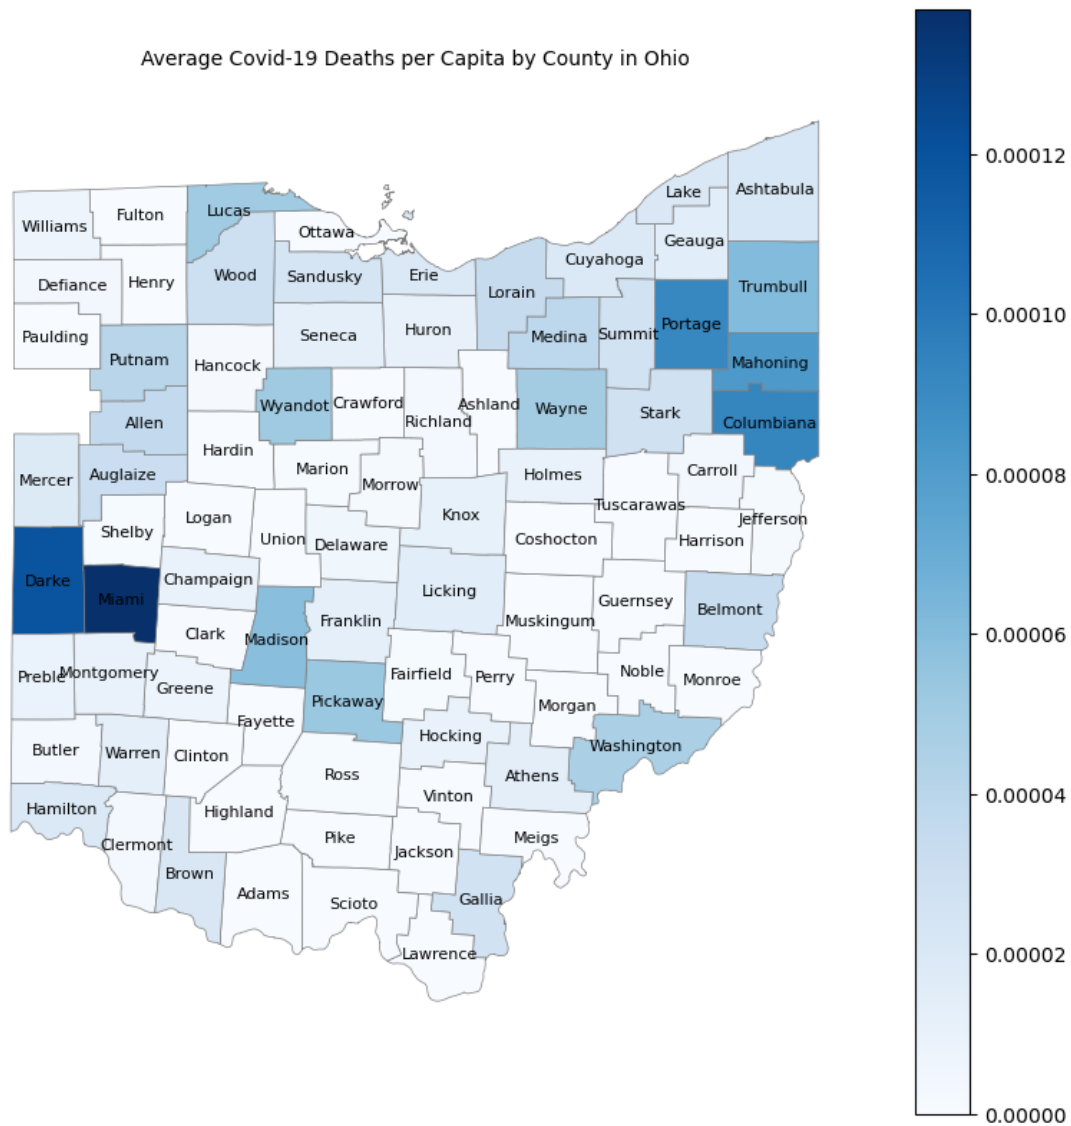 Average Covid-19 Deaths per Capita by County in Ohio
Williams
Fulton
Lucas
Ottawa
Lake
Ashtabula
Geauga
Cuyahoga
Defiance
Henry
Wood
Sandusky
Erie
Lorain
Trumbull
Paulding
Putnam
Hancock
Seneca
Huron
Medina
Summit
Portage
Mahoning
Allen
Wyandot
Crawford
Richland
Ashland
Wayne
Stark
Columbiana
Mercer
Auglaize
Hardin
Marion
Morrow
Holmes
Carroll
Shelby
Logan
Union
Delaware
Knox
Coshocton
Tuscarawas
Harrison
Jefferson
Darke
Miami
Champaign
Clark
Madison
Franklin
Licking
Muskingum
Guernsey
Belmont
Preble
Montgomery
Greene
Fayette
Pickaway
Fairfield
Perry
Morgan
Noble
Monroe
Butler
Warren
Clinton
Ross
Hocking
Athens
Washington
Hamilton
Clermont
Brown
Highland
Adams
Pike
Scioto
Vinton
Jackson
Meigs
Gallia
Lawrence
0.00012
0.00010
0.00008
0.00006
0.00004
0.00002
0.00000